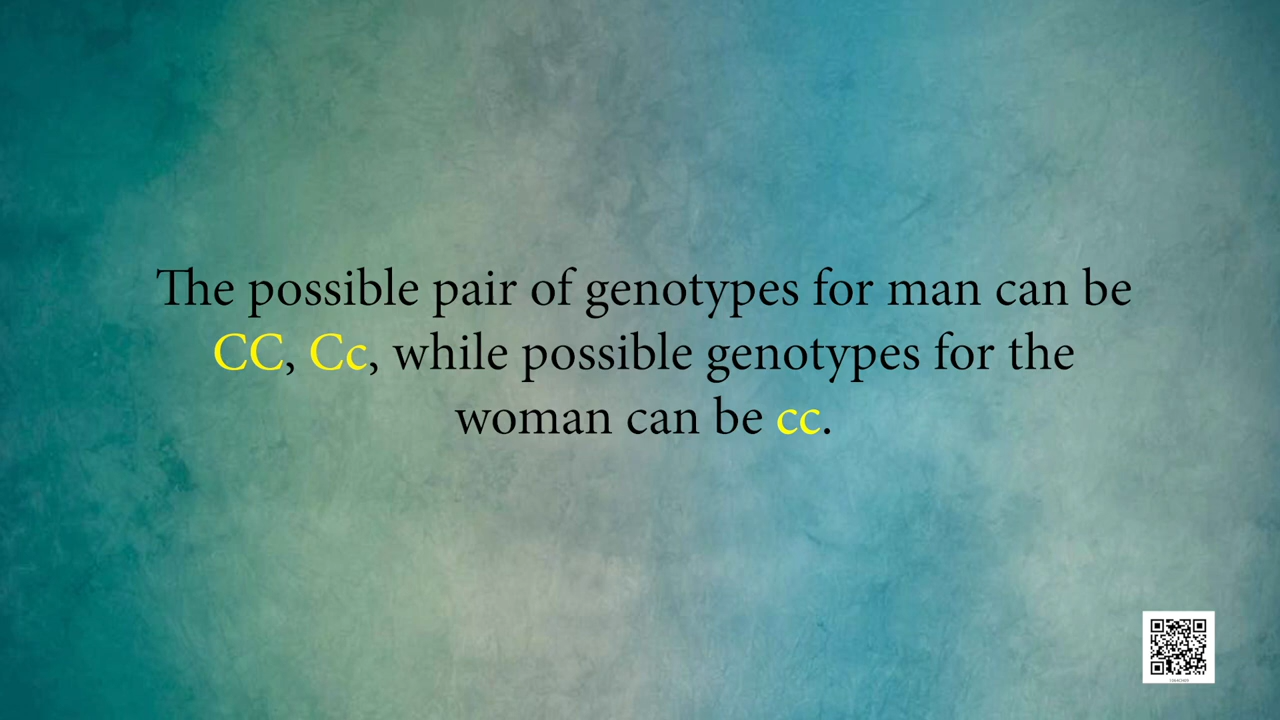 The possible pair of genotypes for man can be
CC, Cc, while possible genotypes for the
woman can be cc.